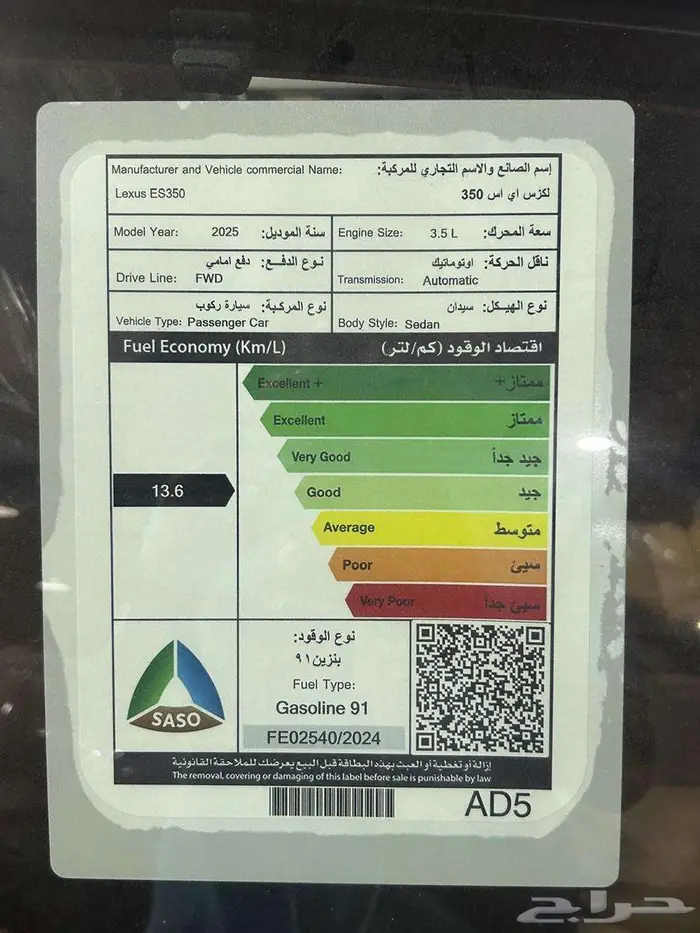 Manufacturer and Vehicle commercial Name: إسم الصانع والاسم التجاري للمركبة:
Lexus ES350 لكزس اي اس 350
Model Year: 2025 سنة الموديل:
Engine Size: 3.5 L سعة المحرك:
نوع الدفع: دفع امامي
Drive Line: FWD
ناقل الحركة: اوتوماتيك
Transmission: Automatic
نوع المركبة: سيارة ركوب
Vehicle Type: Passenger Car
نوع الهيكل: سيدان
Body Style: Sedan
Fuel Economy (Km/L) اقتصاد الوقود (كم/لتر)
Excellent + ممتاز+
Excellent ممتاز
Very Good جيد جداً
13.6
Good جيد
Average متوسط
Poor سيئ
Very Poor سيئ جداً
SASO
نوع الوقود:
بنزين ٩١
Fuel Type:
Gasoline 91
FE02540/2024
إزالة أو تغطية أو العبث بهذه البطاقة قبل البيع يعرضك للملاحقة القانونية
The removal, covering or damaging of this label before sale is punishable by law
AD5
حراج